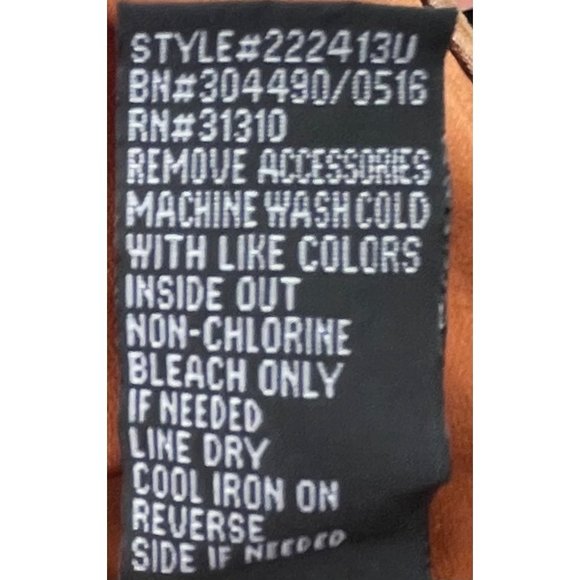 STYLE#222413U
BN#304490/0516
RN#31310
REMOVE ACCESSORIES
MACHINE WASH COLD
WITH LIKE COLORS
INSIDE OUT
NON-CHLORINE
BLEACH ONLY
IF NEEDED
LINE DRY
COOL IRON ON
REVERSE
SIDE IF NEEDED